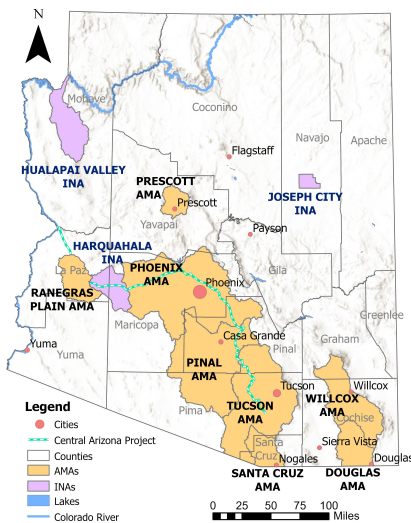 N
Mohave
Coconino
Navajo
Apache
Flagstaff
HUALAPAI VALLEY
INA
PRESCOTT
AMA
Prescott
Yavapai
JOSEPH CITY
INA
Payson
HARQUAHALA
INA
La Paz
PHOENIX
AMA
Phoenix
Gila
RANEGRAS
PLAIN AMA
Maricopa
Greenlee
Yuma
Yuma
Casa Grande
Pinal
Graham
PINAL
AMA
Pima
Tucson
TUCSON
AMA
Willcox
WILLCOX
AMA
Cochise
Santa
Cruz
Sierra Vista
Nogales
Douglas
SANTA CRUZ
AMA
DOUGLAS
AMA
Legend
Cities
Central Arizona Project
Counties
AMAs
INAs
Lakes
Colorado River
0 25 50 100
Miles